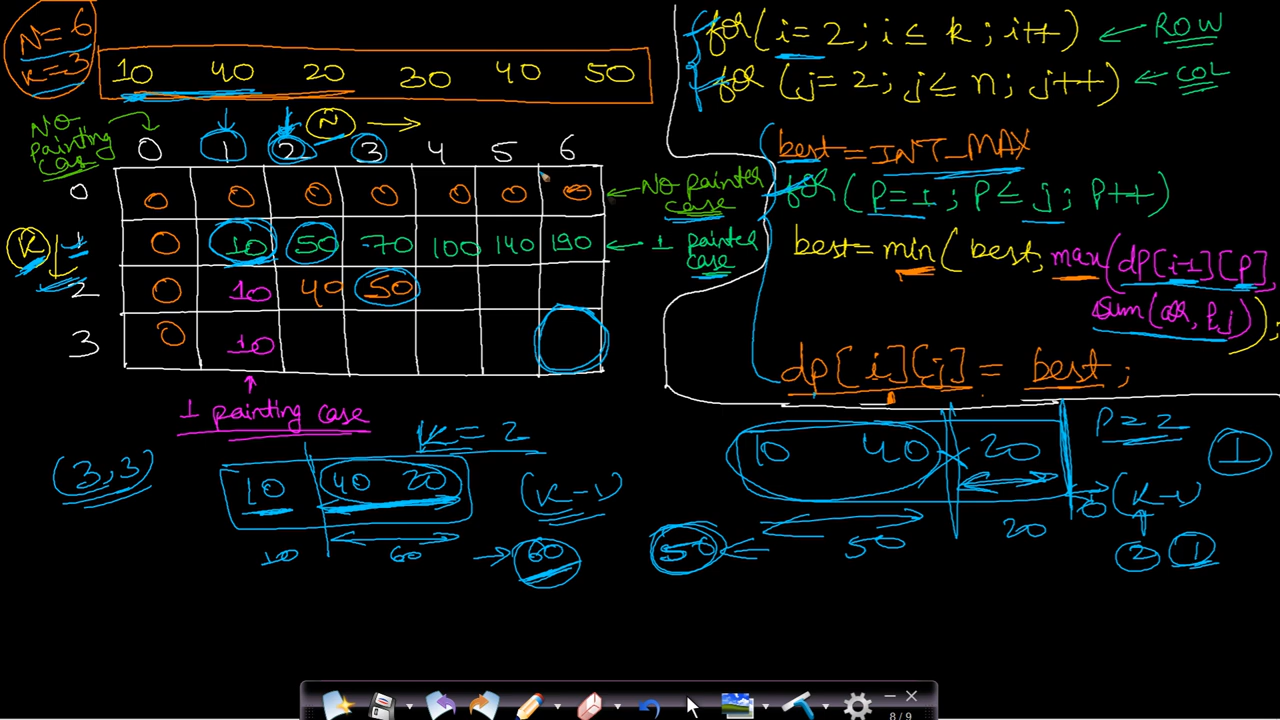 N=6
K=3
10 40 20 30 40 50
NO painting case
N →
0 1 2 3 4 5 6
K
0 0 0 0 0 0 0 0
1 0 10 50 70 100 140 190
2 0 10 40 50
3 0 10
← NO painter case
← 1 painter case
1 painting case
for(i=2; i≤k; i++) ← ROW
for (j=2; j≤n; j++) ← COL
best = INT_MAX
for(P=1; P≤j; P++)
best=min( best, max(dp[i-1][p],
sum(arr, P,j));
dp[i][j] = best;
K=2
(3,3)
10 40 20
(K-1)
10 60 → 60
10 40 20
P=2
1
0 (K-1)
50 ← 50 20
2 1
8/9